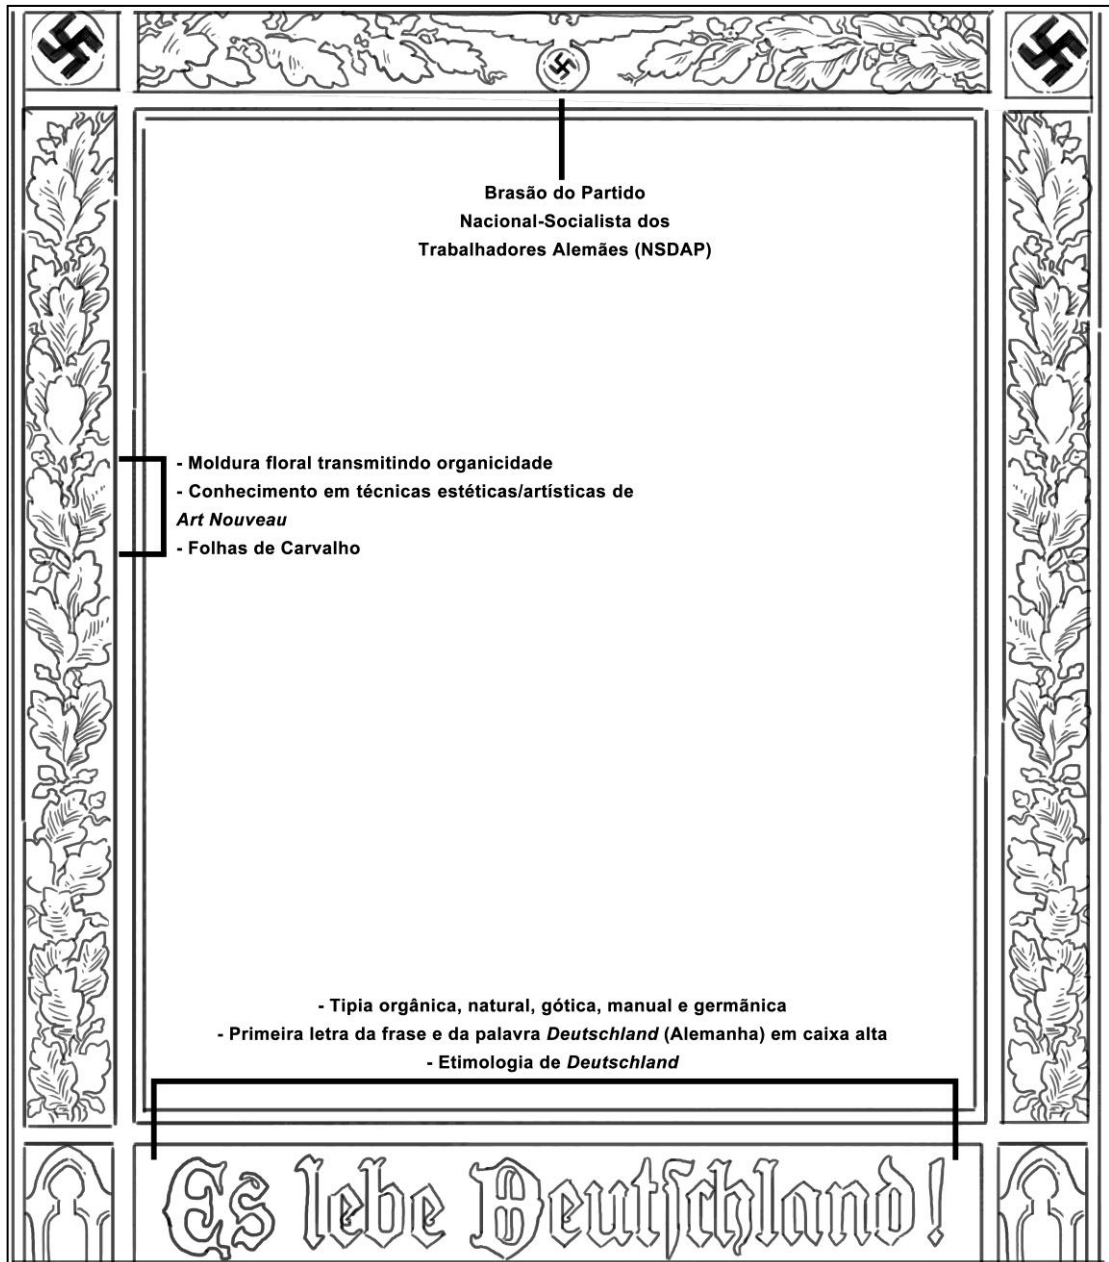 Brasão do Partido
Nacional-Socialista dos
Trabalhadores Alemães (NSDAP)
- Moldura floral transmitindo organicidade
- Conhecimento em técnicas estéticas/artísticas de
Art Nouveau
- Folhas de Carvalho
- Tipia orgânica, natural, gótica, manual e germãnica
- Primeira letra da frase e da palavra Deutschland (Alemanha) em caixa alta
- Etimologia de Deutschland
Es lebe Deutſchland!